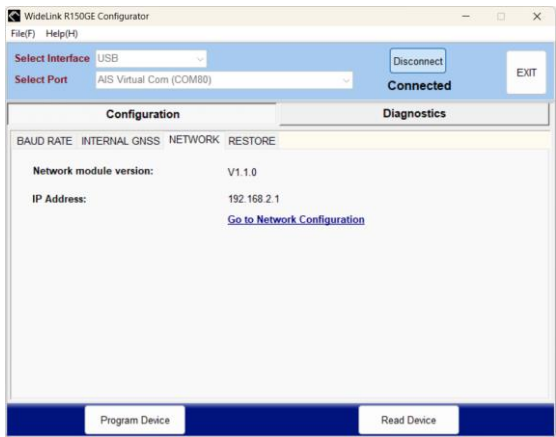 WideLink R150GE Configurator
File(F) Help(H)
Select Interface USB
Disconnect
EXIT
Select Port AIS Virtual Com (COM80)
Connected
Configuration Diagnostics
BAUD RATE INTERNAL GNSS NETWORK RESTORE
Network module version: V1.1.0
IP Address: 192.168.2.1
Go to Network Configuration
Program Device Read Device